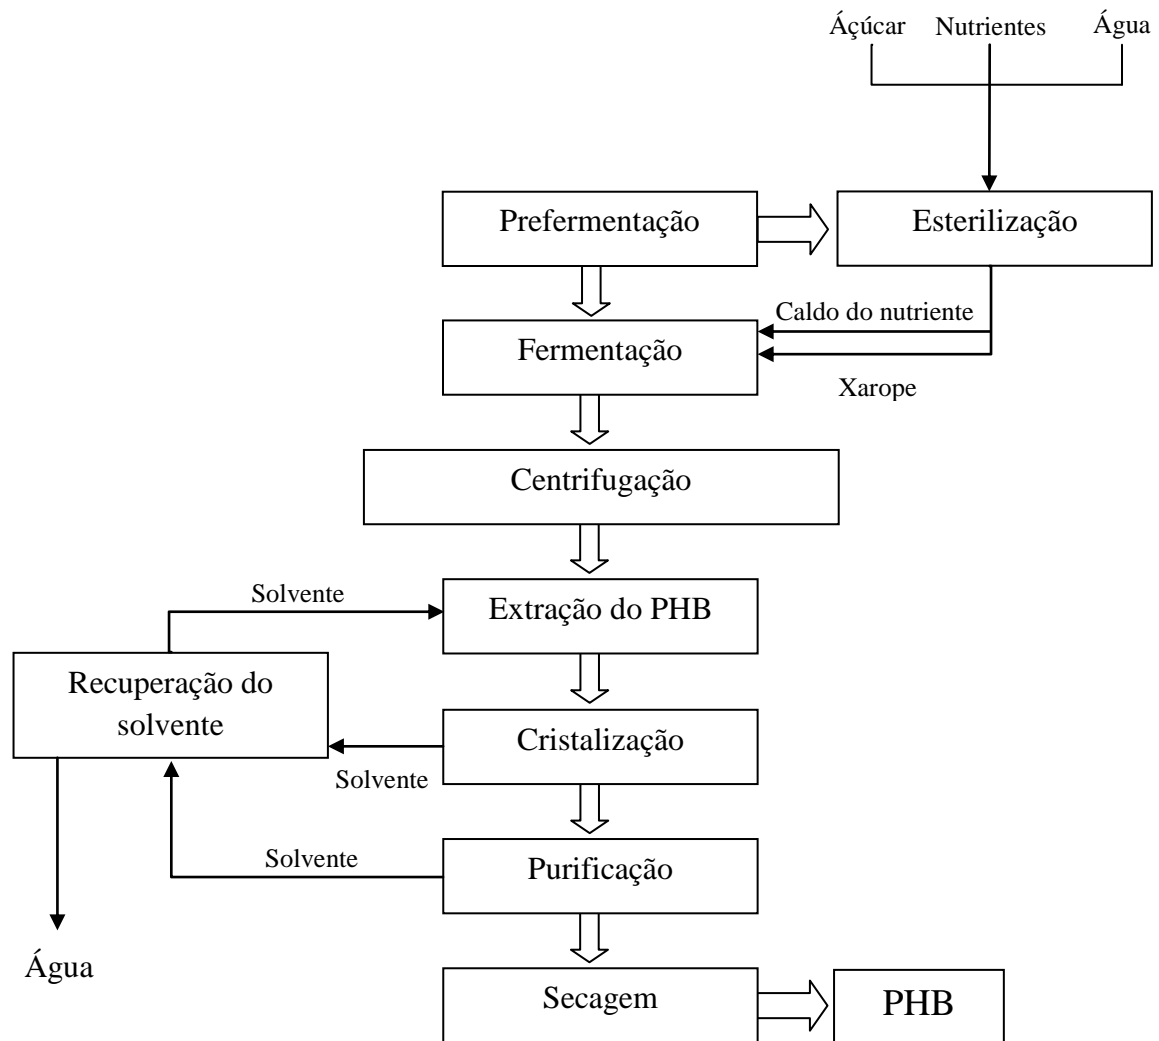 Áçúcar Nutrientes Água
Prefermentação
Esterilização
Caldo do nutriente
Fermentação
Xarope
Centrifugação
Solvente
Extração do PHB
Recuperação do
solvente
Cristalização
Solvente
Solvente
Purificação
Água
Secagem
PHB